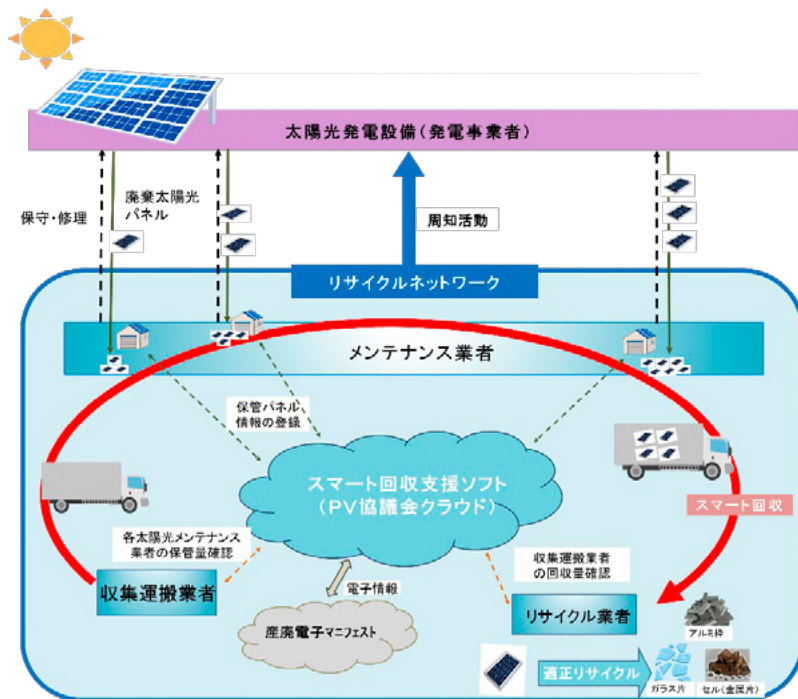 太陽光発電設備(発電事業者)
保守・修理
廃棄太陽光
パネル
周知活動
リサイクルネットワーク
メンテナンス業者
保管パネル
情報の登録
スマート回収支援ソフト
(PV協議会クラウド)
スマート回収
各太陽光メンテナンス
業者の保管量確認
収集運搬業者
の回収量確認
収集運搬業者
電子情報
リサイクル業者
産廃電子マニフェスト
アルミ枠
適正リサイクル
ガラス片
セル(金属片)